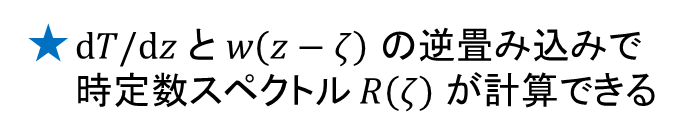 ★ dT/dz と w(z − ζ) の逆畳み込みで
時定数スペクトル R(ζ) が計算できる